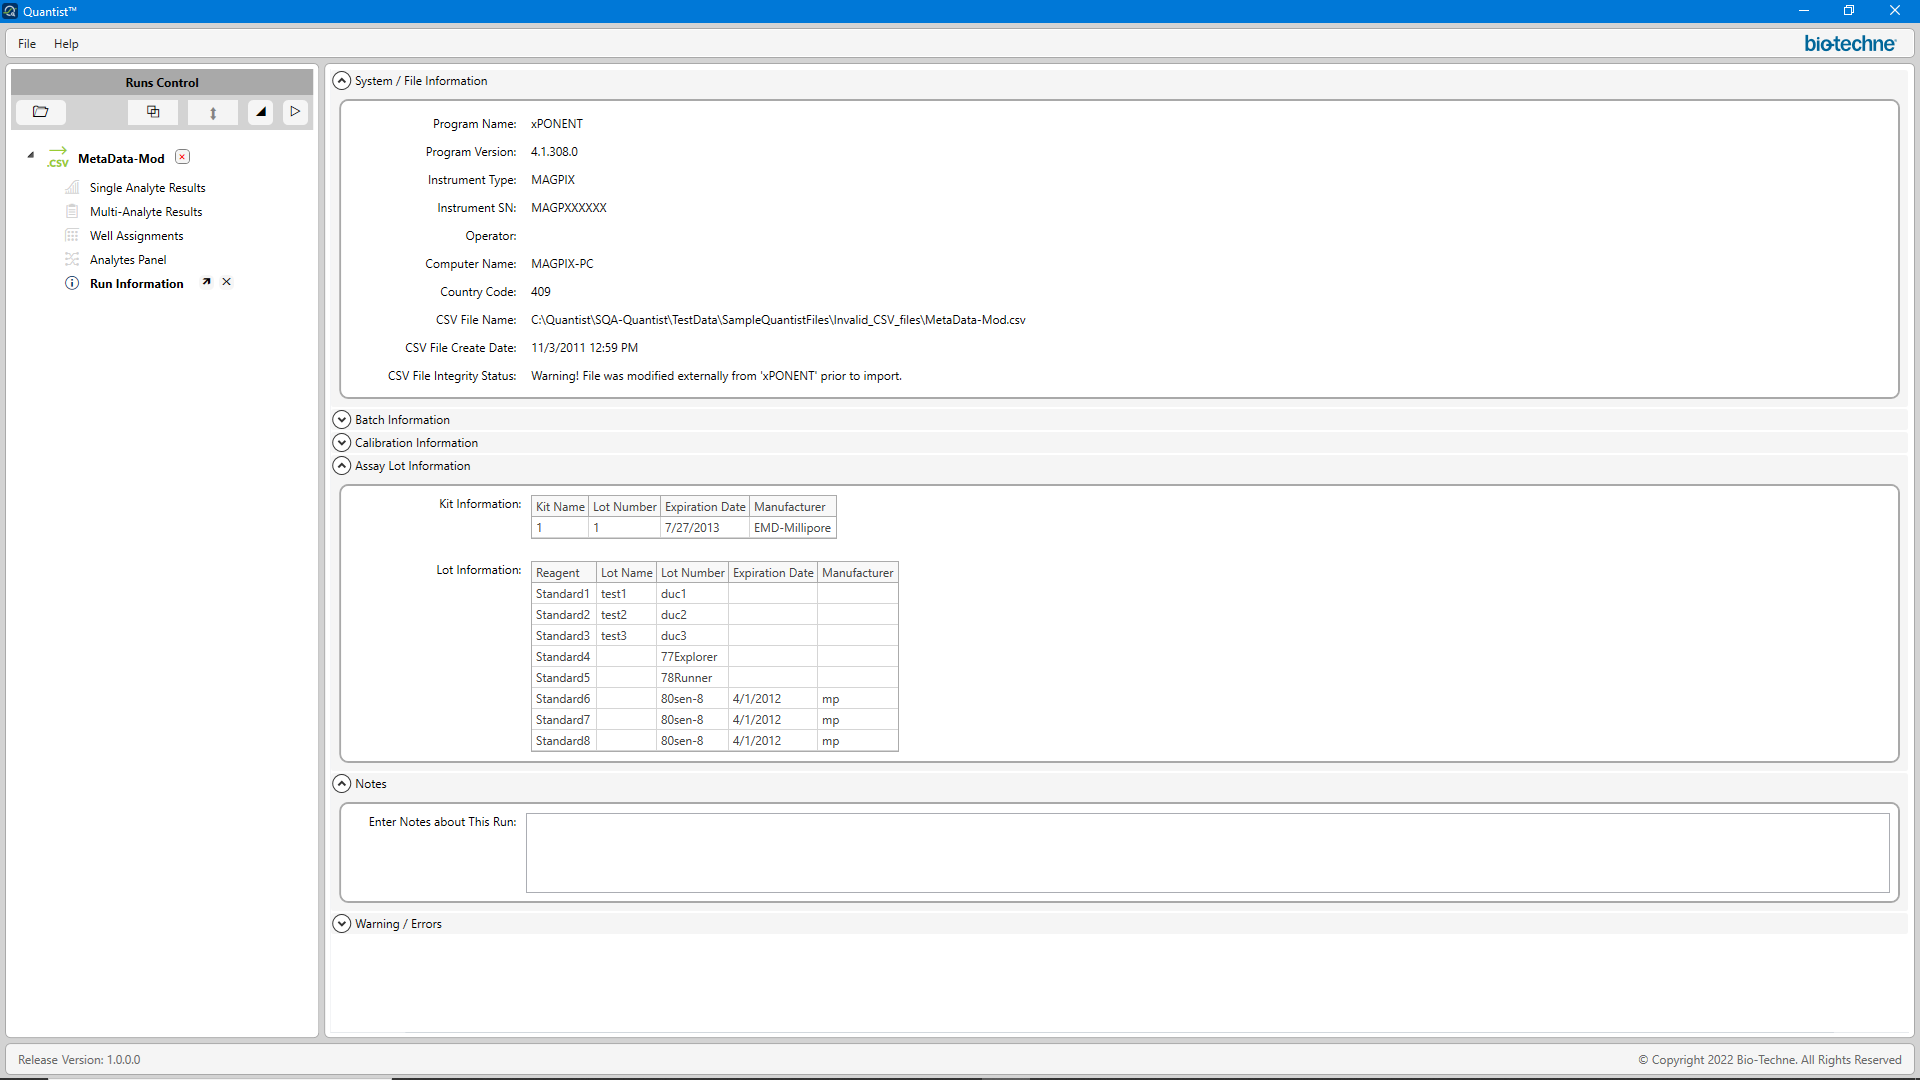 Quantist™
File Help
bio-techne
Runs Control
System / File Information
.CSV MetaData-Mod
Single Analyte Results
Multi-Analyte Results
Well Assignments
Analytes Panel
Run Information
Program Name: xPONENT
Program Version: 4.1.308.0
Instrument Type: MAGPIX
Instrument SN: MAGPXXXXXX
Operator:
Computer Name: MAGPIX-PC
Country Code: 409
CSV File Name: C:\Quantist\SQA-Quantist\TestData\SampleQuantistFiles\Invalid_CSV_files\MetaData-Mod.csv
CSV File Create Date: 11/3/2011 12:59 PM
CSV File Integrity Status: Warning! File was modified externally from 'xPONENT' prior to import.
Batch Information
Calibration Information
Assay Lot Information
Kit Information:
Kit Name Lot Number Expiration Date Manufacturer
1 1 7/27/2013 EMD-Millipore
Lot Information:
Reagent Lot Name Lot Number Expiration Date Manufacturer
Standard1 test1 duc1
Standard2 test2 duc2
Standard3 test3 duc3
Standard4 77Explorer
Standard5 78Runner
Standard6 80sen-8 4/1/2012 mp
Standard7 80sen-8 4/1/2012 mp
Standard8 80sen-8 4/1/2012 mp
Notes
Enter Notes about This Run:
Warning / Errors
Release Version: 1.0.0.0
© Copyright 2022 Bio-Techne. All Rights Reserved